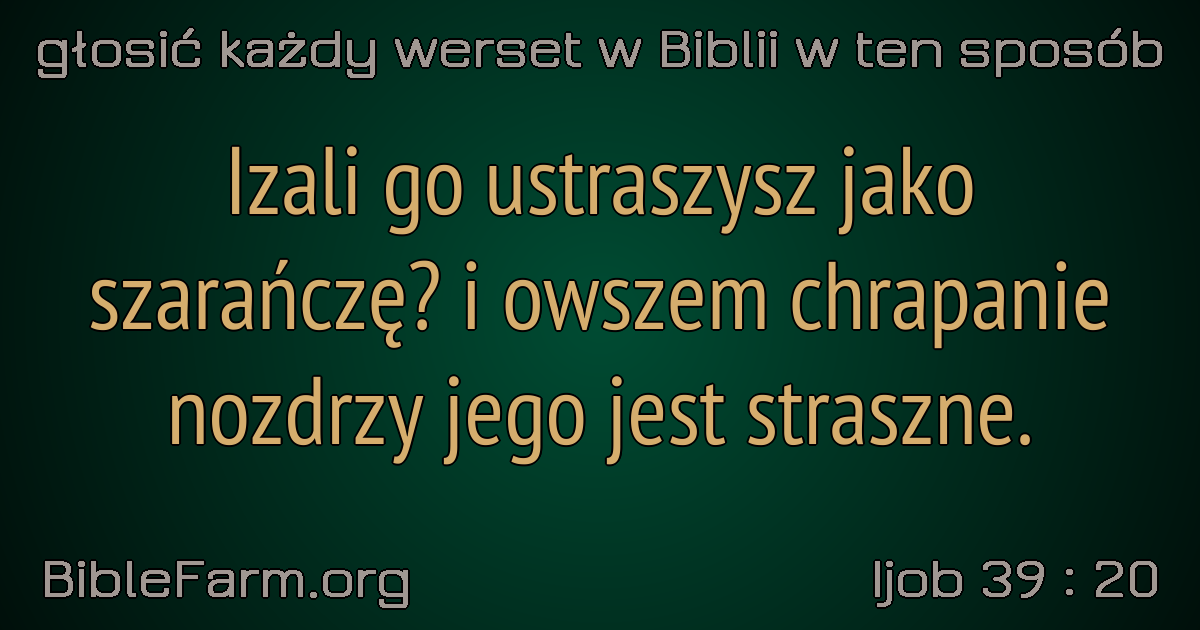 głosić każdy werset w Biblii w ten sposób
Izali go ustraszysz jako
szarańczę? i owszem chrapanie
nozdrzy jego jest straszne.
BibleFarm.org
Ijob 39 : 20